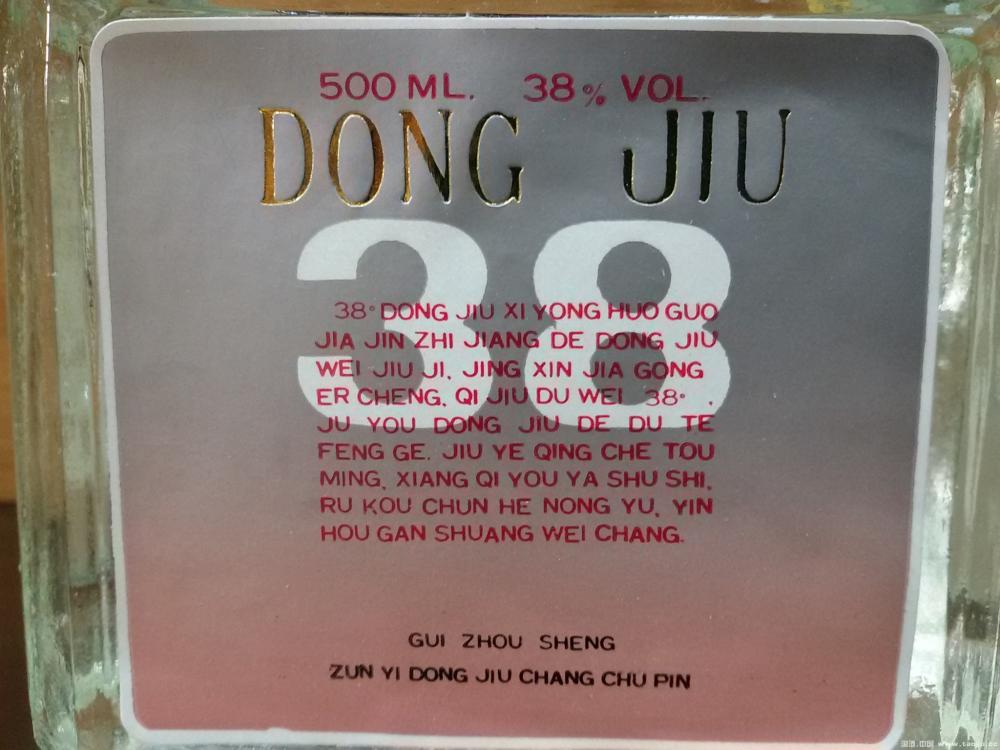 500 ML. 38% VOL.
DONG JIU
38
38° DONG JIU XI YONG HUO GUO
JIA JIN ZHI JIANG DE DONG JIU
WEI JIU JI, JING XIN JIA GONG
ER CHENG, QI JIU DU WEI 38° .
JU YOU DONG JIU DE DU TE
FENG GE. JIU YE QING CHE TOU
MING, XIANG QI YOU YA SHU SHI,
RU KOU CHUN HE NONG YU, YIN
HOU GAN SHUANG WEI CHANG.
GUI ZHOU SHENG
ZUN YI DONG JIU CHANG CHU PIN